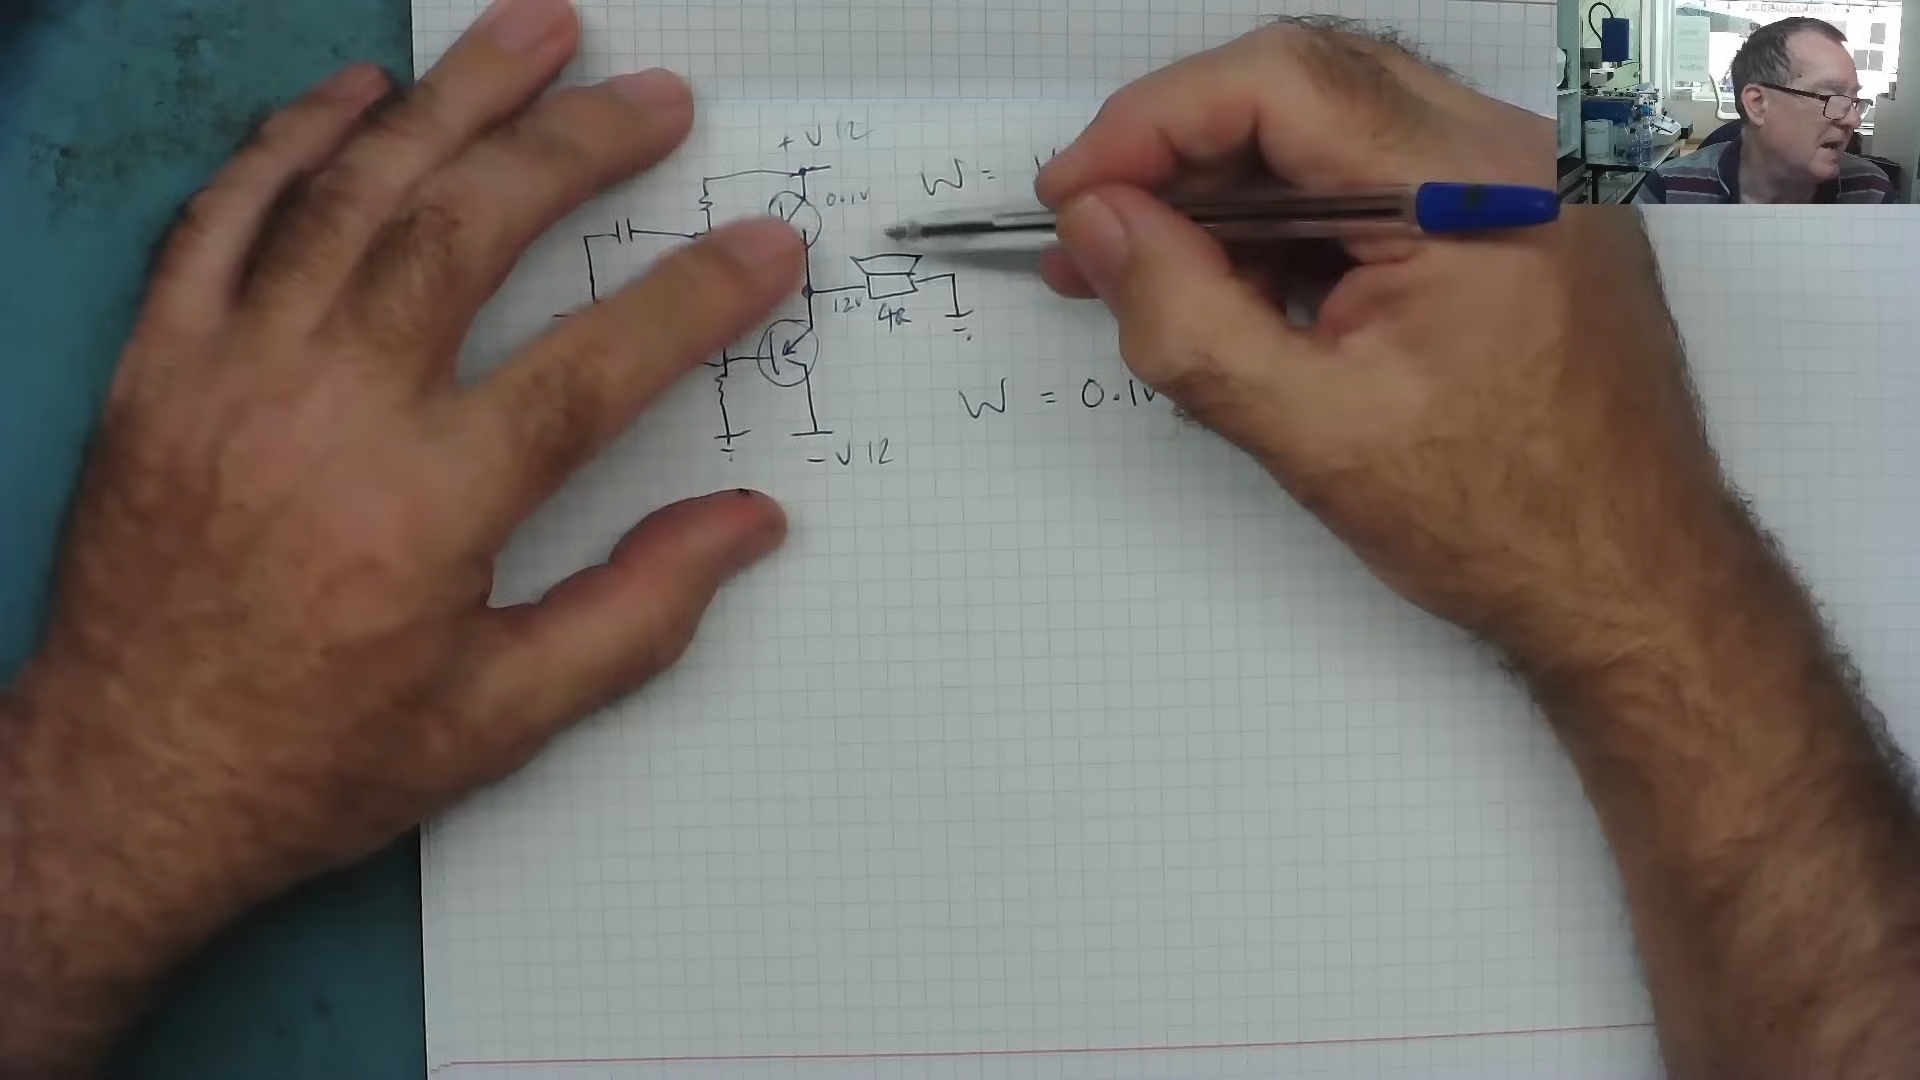 +V 12
0.1v
W =
12v
4R
W = 0.1v
-V 12